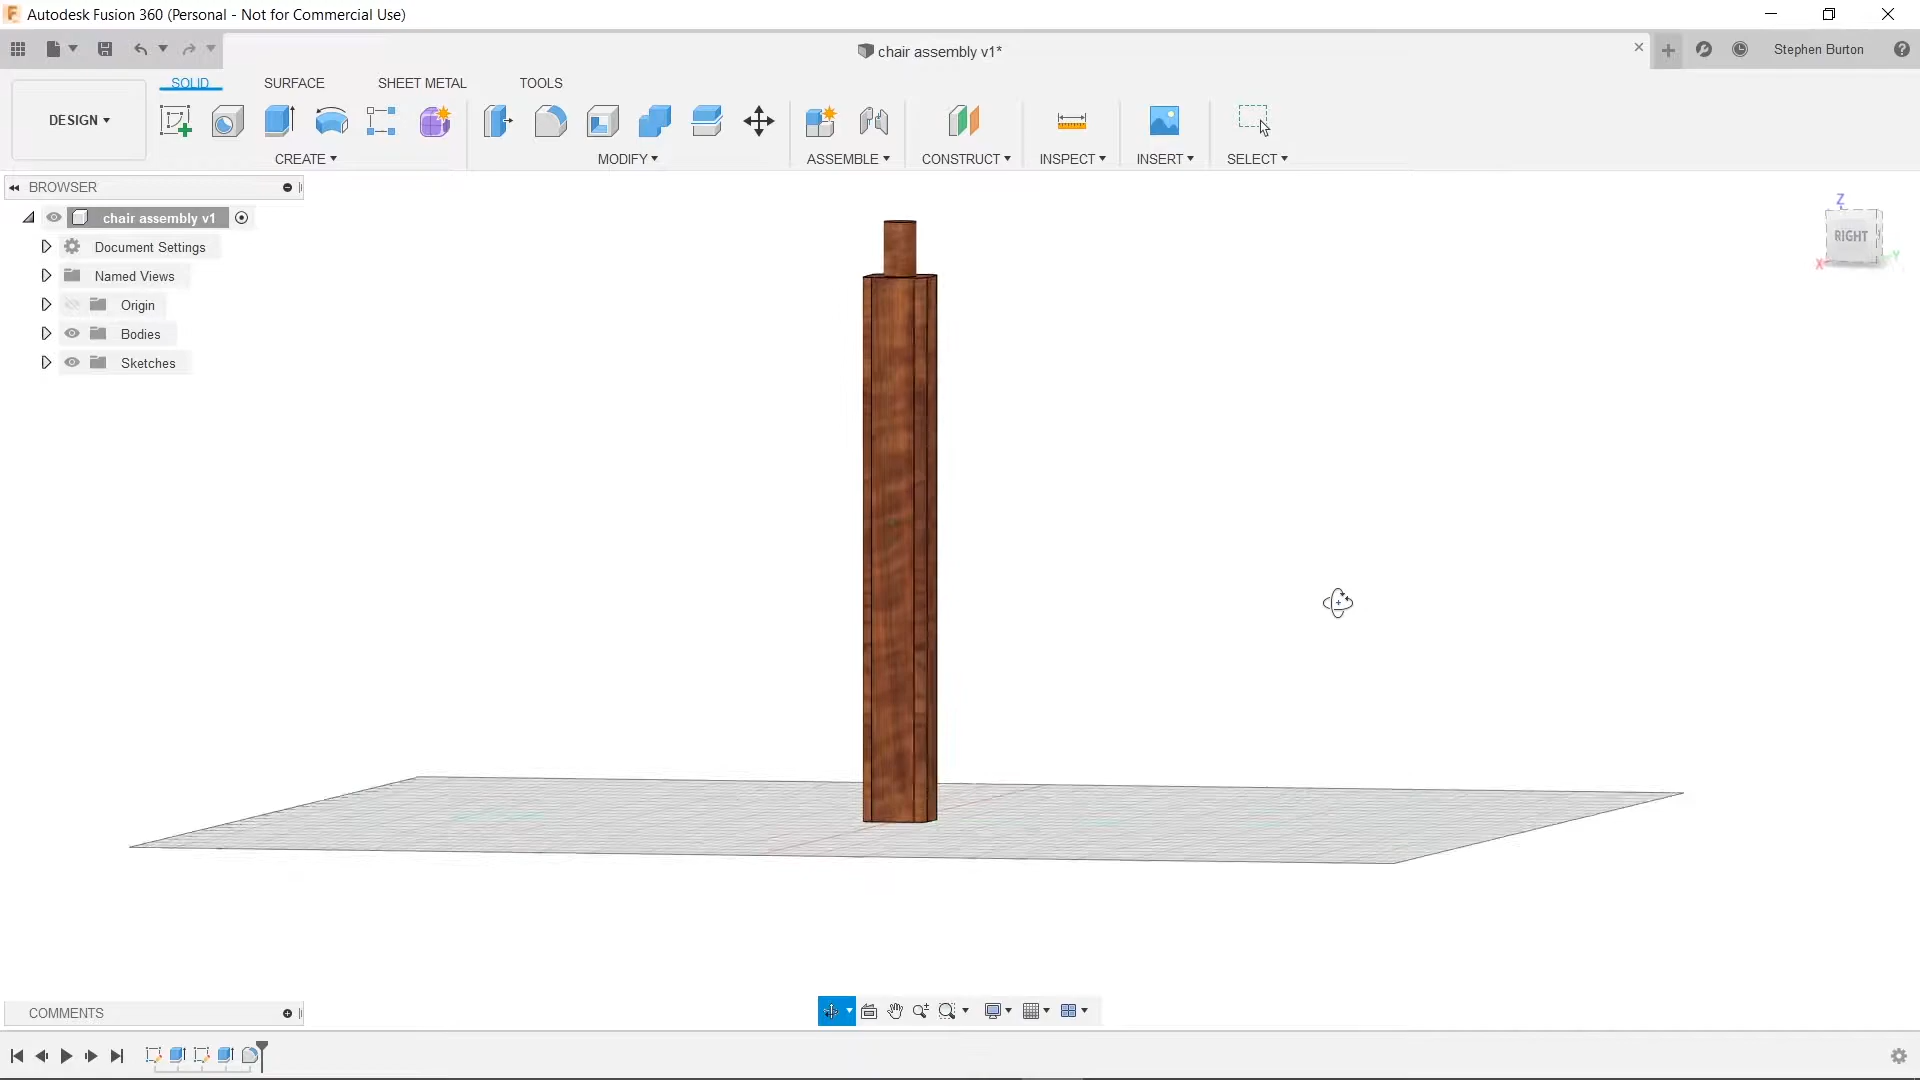 Autodesk Fusion 360 (Personal - Not for Commercial Use)
chair assembly v1*
Stephen Burton
SOLID SURFACE SHEET METAL TOOLS
DESIGN
CREATE MODIFY ASSEMBLE CONSTRUCT INSPECT INSERT SELECT
BROWSER
chair assembly v1
Document Settings
Named Views
Origin
Bodies
Sketches
Z
RIGHT
X
Y
COMMENTS